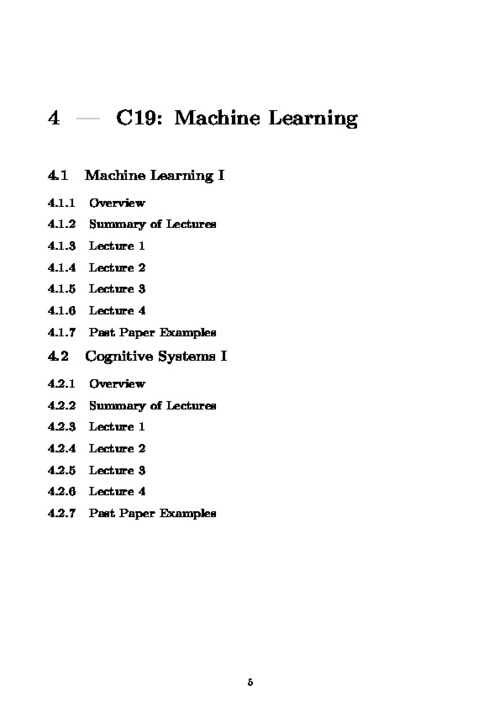 4 — C19: Machine Learning
4.1 Machine Learning I
4.1.1 Overview
4.1.2 Summary of Lectures
4.1.3 Lecture 1
4.1.4 Lecture 2
4.1.5 Lecture 3
4.1.6 Lecture 4
4.1.7 Past Paper Examples
4.2 Cognitive Systems I
4.2.1 Overview
4.2.2 Summary of Lectures
4.2.3 Lecture 1
4.2.4 Lecture 2
4.2.5 Lecture 3
4.2.6 Lecture 4
4.2.7 Past Paper Examples
5